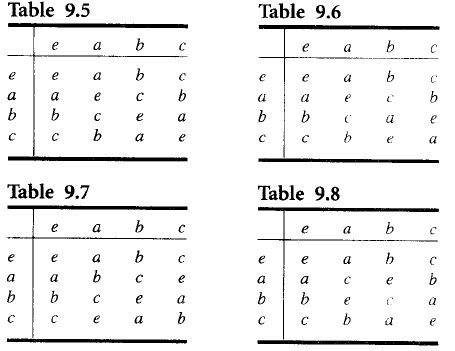 Table 9.5
e a b c
e e a b c
a a e c b
b b c e a
c c b a e
Table 9.6
e a b c
e e a b c
a a e c b
b b c a e
c c b e a
Table 9.7
e a b c
e e a b c
a a b c e
b b c e a
c c e a b
Table 9.8
e a b c
e e a b c
a a c e b
b b e c a
c c b a e